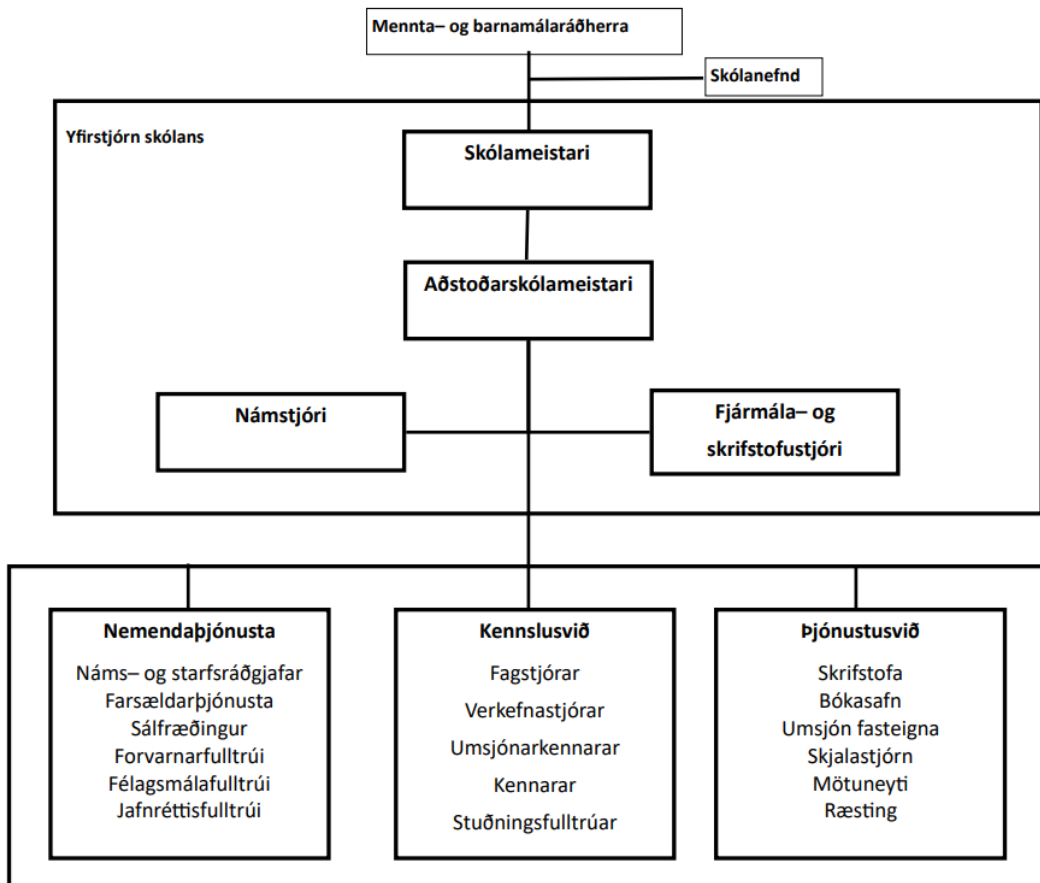 Mennta– og barnamálaráðherra
Skólanefnd
Yfirstjórn skólans
Skólameistari
Aðstoðarskólameistari
Námstjóri
Fjármála– og
skrifstofustjóri
Nemendaþjónusta
Náms– og starfsráðgjafar
Farsældarþjónusta
Sálfræðingur
Forvarnarfulltrúi
Félagsmálafulltrúi
Jafnréttisfulltrúi
Kennslusvið
Fagstjórar
Verkefnastjórar
Umsjónarkennarar
Kennarar
Stuðningsfulltrúar
Þjónustusvið
Skrifstofa
Bókasafn
Umsjón fasteigna
Skjalastjórn
Mötuneyti
Ræsting